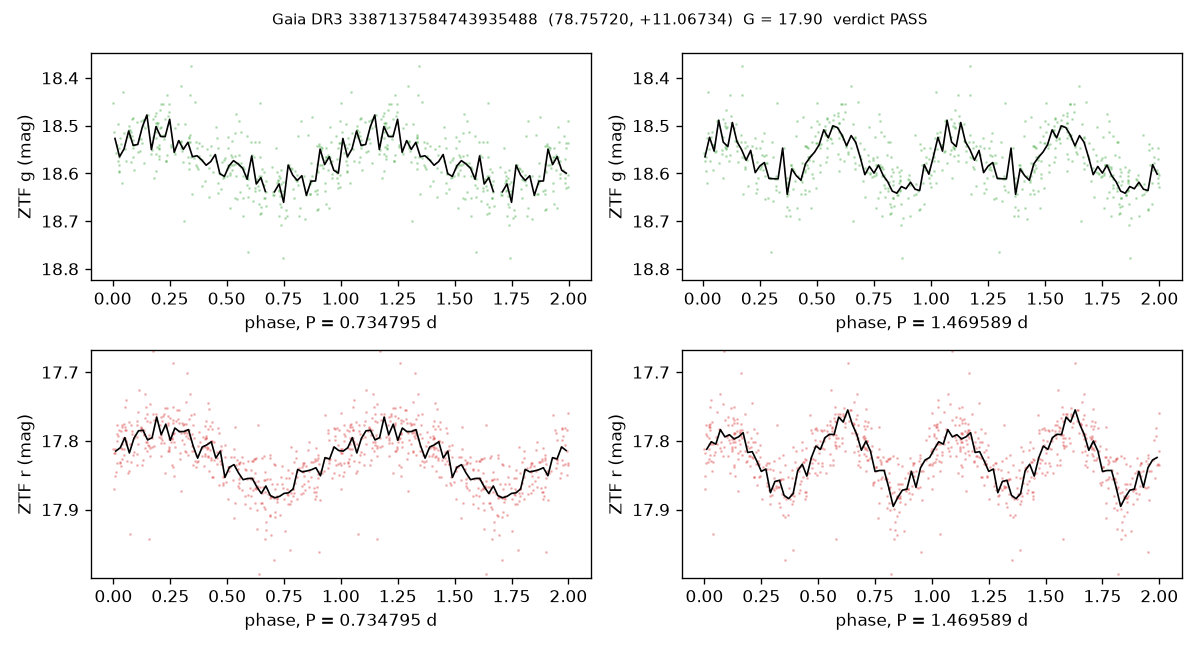 Gaia DR3 3387137584743935488  (78.75720, +11.06734)  G = 17.90  verdict PASS
ZTF g (mag)
18.4
18.5
18.6
18.7
18.8
0.00 0.25 0.50 0.75 1.00 1.25 1.50 1.75 2.00
phase, P = 0.734795 d
ZTF g (mag)
18.4
18.5
18.6
18.7
18.8
0.00 0.25 0.50 0.75 1.00 1.25 1.50 1.75 2.00
phase, P = 1.469589 d
ZTF r (mag)
17.7
17.8
17.9
0.00 0.25 0.50 0.75 1.00 1.25 1.50 1.75 2.00
phase, P = 0.734795 d
ZTF r (mag)
17.7
17.8
17.9
0.00 0.25 0.50 0.75 1.00 1.25 1.50 1.75 2.00
phase, P = 1.469589 d